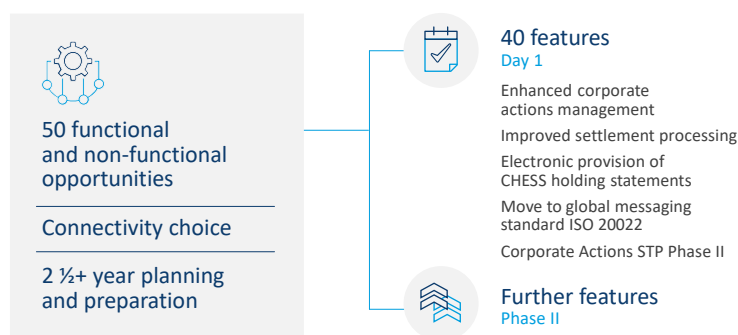 50 functional
and non-functional
opportunities
Connectivity choice
2 ½+ year planning
and preparation
40 features
Day 1
Enhanced corporate
actions management
Improved settlement processing
Electronic provision of
CHESS holding statements
Move to global messaging
standard ISO 20022
Corporate Actions STP Phase II
Further features
Phase II